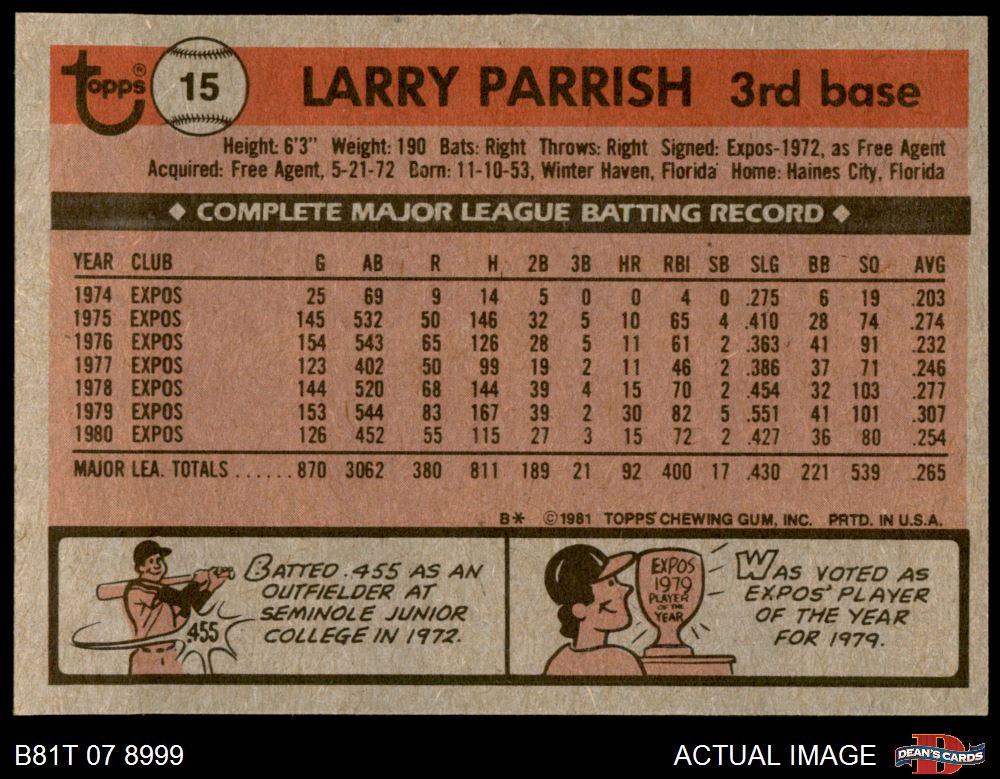 Topps® 15 LARRY PARRISH 3rd base
Height: 6'3" Weight: 190 Bats: Right Throws: Right Signed: Expos-1972, as Free Agent
Acquired: Free Agent, 5-21-72 Born: 11-10-53, Winter Haven, Florida Home: Haines City, Florida
◆ COMPLETE MAJOR LEAGUE BATTING RECORD ◆
YEAR CLUB G AB R H 2B 3B HR RBI SB SLG BB SO AVG
1974 EXPOS 25 69 9 14 5 0 0 4 0 .275 6 19 .203
1975 EXPOS 145 532 50 146 32 5 10 65 4 .410 28 74 .274
1976 EXPOS 154 543 65 126 28 5 11 61 2 .363 41 91 .232
1977 EXPOS 123 402 50 99 19 2 11 46 2 .386 37 71 .246
1978 EXPOS 144 520 68 144 39 4 15 70 2 .454 32 103 .277
1979 EXPOS 153 544 83 167 39 2 30 82 5 .551 41 101 .307
1980 EXPOS 126 452 55 115 27 3 15 72 2 .427 36 80 .254
MAJOR LEA. TOTALS ...... 870 3062 380 811 189 21 92 400 17 .430 221 539 .265
B* ©1981 TOPPS CHEWING GUM, INC. PRTD. IN U.S.A.
BATTED .455 AS AN
OUTFIELDER AT
SEMINOLE JUNIOR
COLLEGE IN 1972.
.455
EXPOS
1979
PLAYER
OF THE
YEAR
WAS VOTED AS
EXPOS' PLAYER
OF THE YEAR
FOR 1979.
B81T 07 8999 ACTUAL IMAGE
B
DEAN'S CARDS